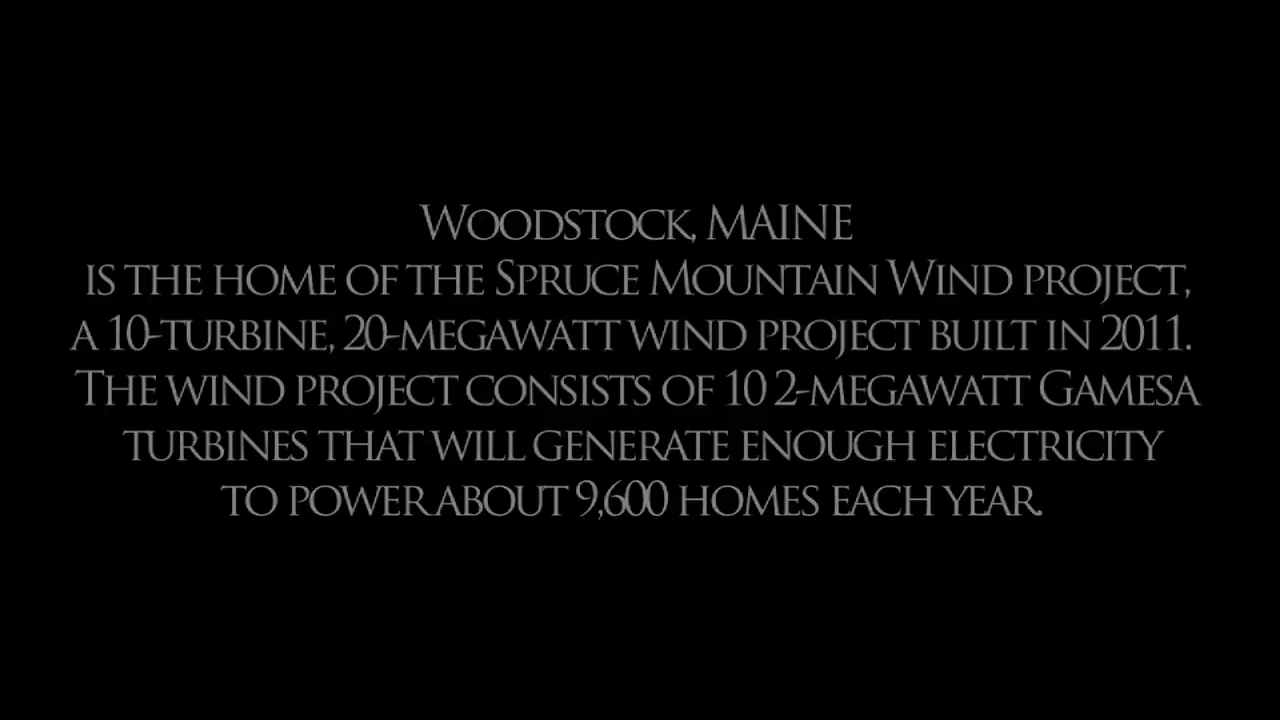 Woodstock, MAINE
is the home of the Spruce Mountain Wind project,
a 10-turbine, 20-megawatt wind project built in 2011.
The wind project consists of 10 2-megawatt Gamesa
turbines that will generate enough electricity
to power about 9,600 homes each year.